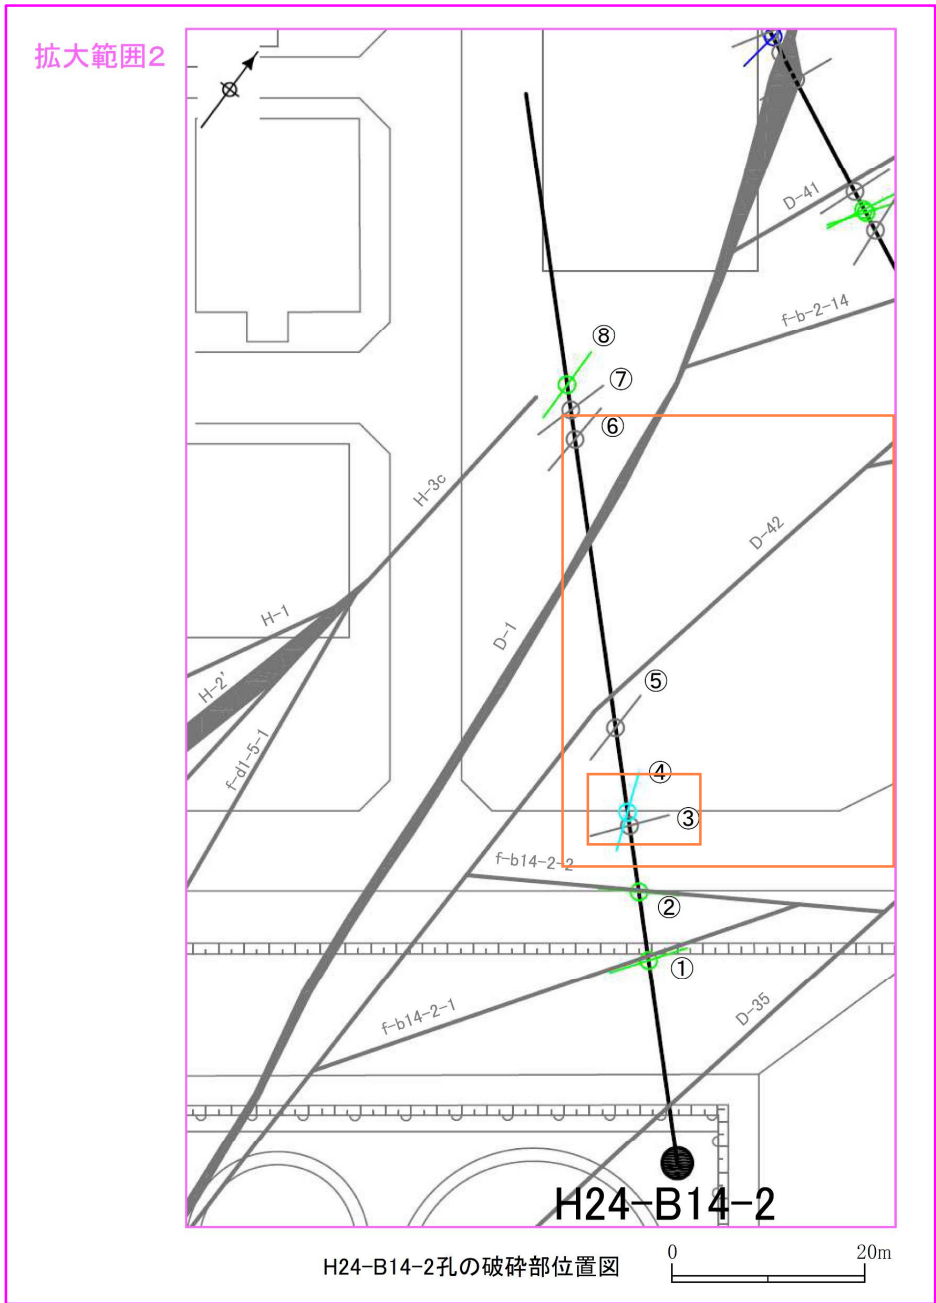 拡大範囲2
D-41
f-b-2-14
⑧
⑦
⑥
H-3c
D-42
H-1
D-1
H-2'
⑤
f-d1-5-1
④
③
f-b14-2-2
②
①
f-b14-2-1
D-35
H24-B14-2
H24-B14-2孔の破砕部位置図
0 20m